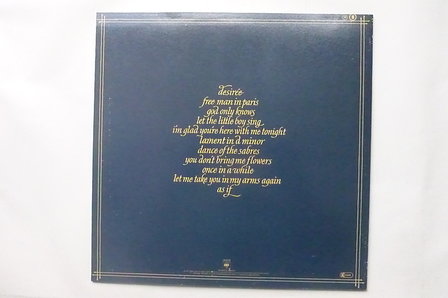 desirée
free man in paris
god only knows
let the little boy sing
i'm glad you're here with me tonight
lament in d minor
dance of the sabres
you don't bring me flowers
once in a while
let me take you in my arms again
as if